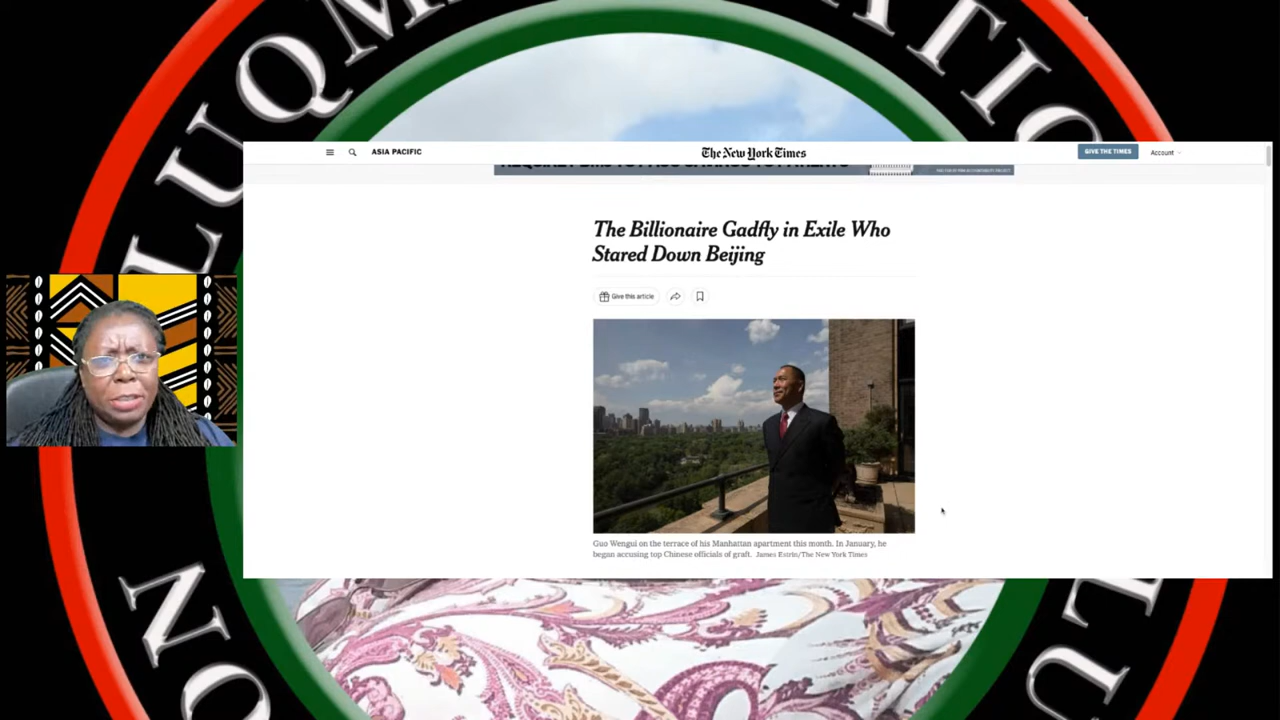 LUQM
ATIO
ASIA PACIFIC
The New York Times
GIVE THE TIMES
Account
The Billionaire Gadfly in Exile Who
Stared Down Beijing
Give this article
Guo Wengui on the terrace of his Manhattan apartment this month. In January, he
began accusing top Chinese officials of graft. James Estrin/The New York Times